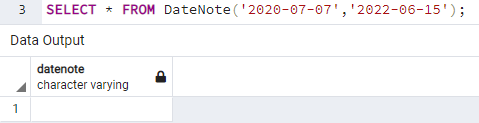 3 SELECT * FROM DateNote('2020-07-07','2022-06-15');
Data Output
datenote
character varying
1